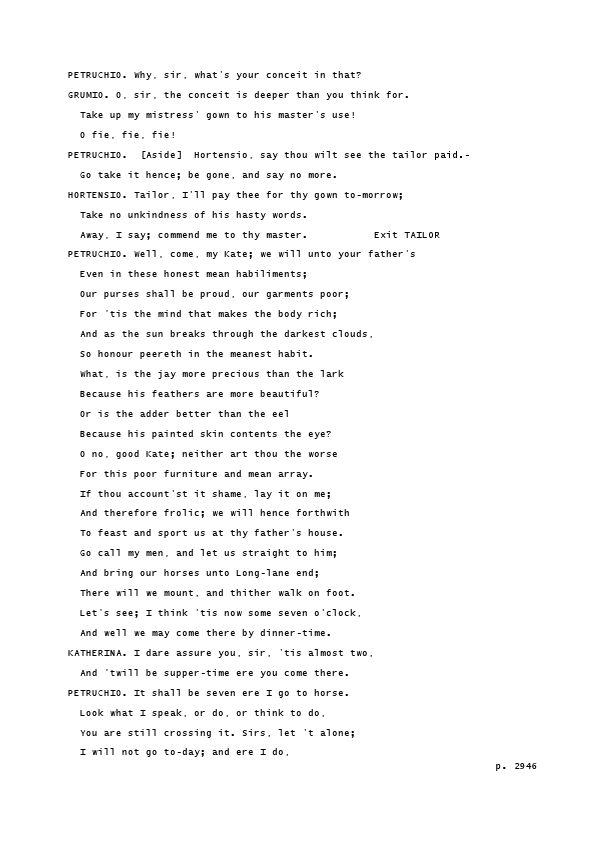 PETRUCHIO. Why, sir, what's your conceit in that?
GRUMIO. O, sir, the conceit is deeper than you think for.
Take up my mistress' gown to his master's use!
O fie, fie, fie!
PETRUCHIO.  [Aside]  Hortensio, say thou wilt see the tailor paid.-
Go take it hence; be gone, and say no more.
HORTENSIO. Tailor, I'll pay thee for thy gown to-morrow;
Take no unkindness of his hasty words.
Away, I say; commend me to thy master.           Exit TAILOR
PETRUCHIO. Well, come, my Kate; we will unto your father's
Even in these honest mean habiliments;
Our purses shall be proud, our garments poor;
For 'tis the mind that makes the body rich;
And as the sun breaks through the darkest clouds,
So honour peereth in the meanest habit.
What, is the jay more precious than the lark
Because his feathers are more beautiful?
Or is the adder better than the eel
Because his painted skin contents the eye?
O no, good Kate; neither art thou the worse
For this poor furniture and mean array.
If thou account'st it shame, lay it on me;
And therefore frolic; we will hence forthwith
To feast and sport us at thy father's house.
Go call my men, and let us straight to him;
And bring our horses unto Long-lane end;
There will we mount, and thither walk on foot.
Let's see; I think 'tis now some seven o'clock,
And well we may come there by dinner-time.
KATHERINA. I dare assure you, sir, 'tis almost two,
And 'twill be supper-time ere you come there.
PETRUCHIO. It shall be seven ere I go to horse.
Look what I speak, or do, or think to do,
You are still crossing it. Sirs, let 't alone;
I will not go to-day; and ere I do,
p. 2946